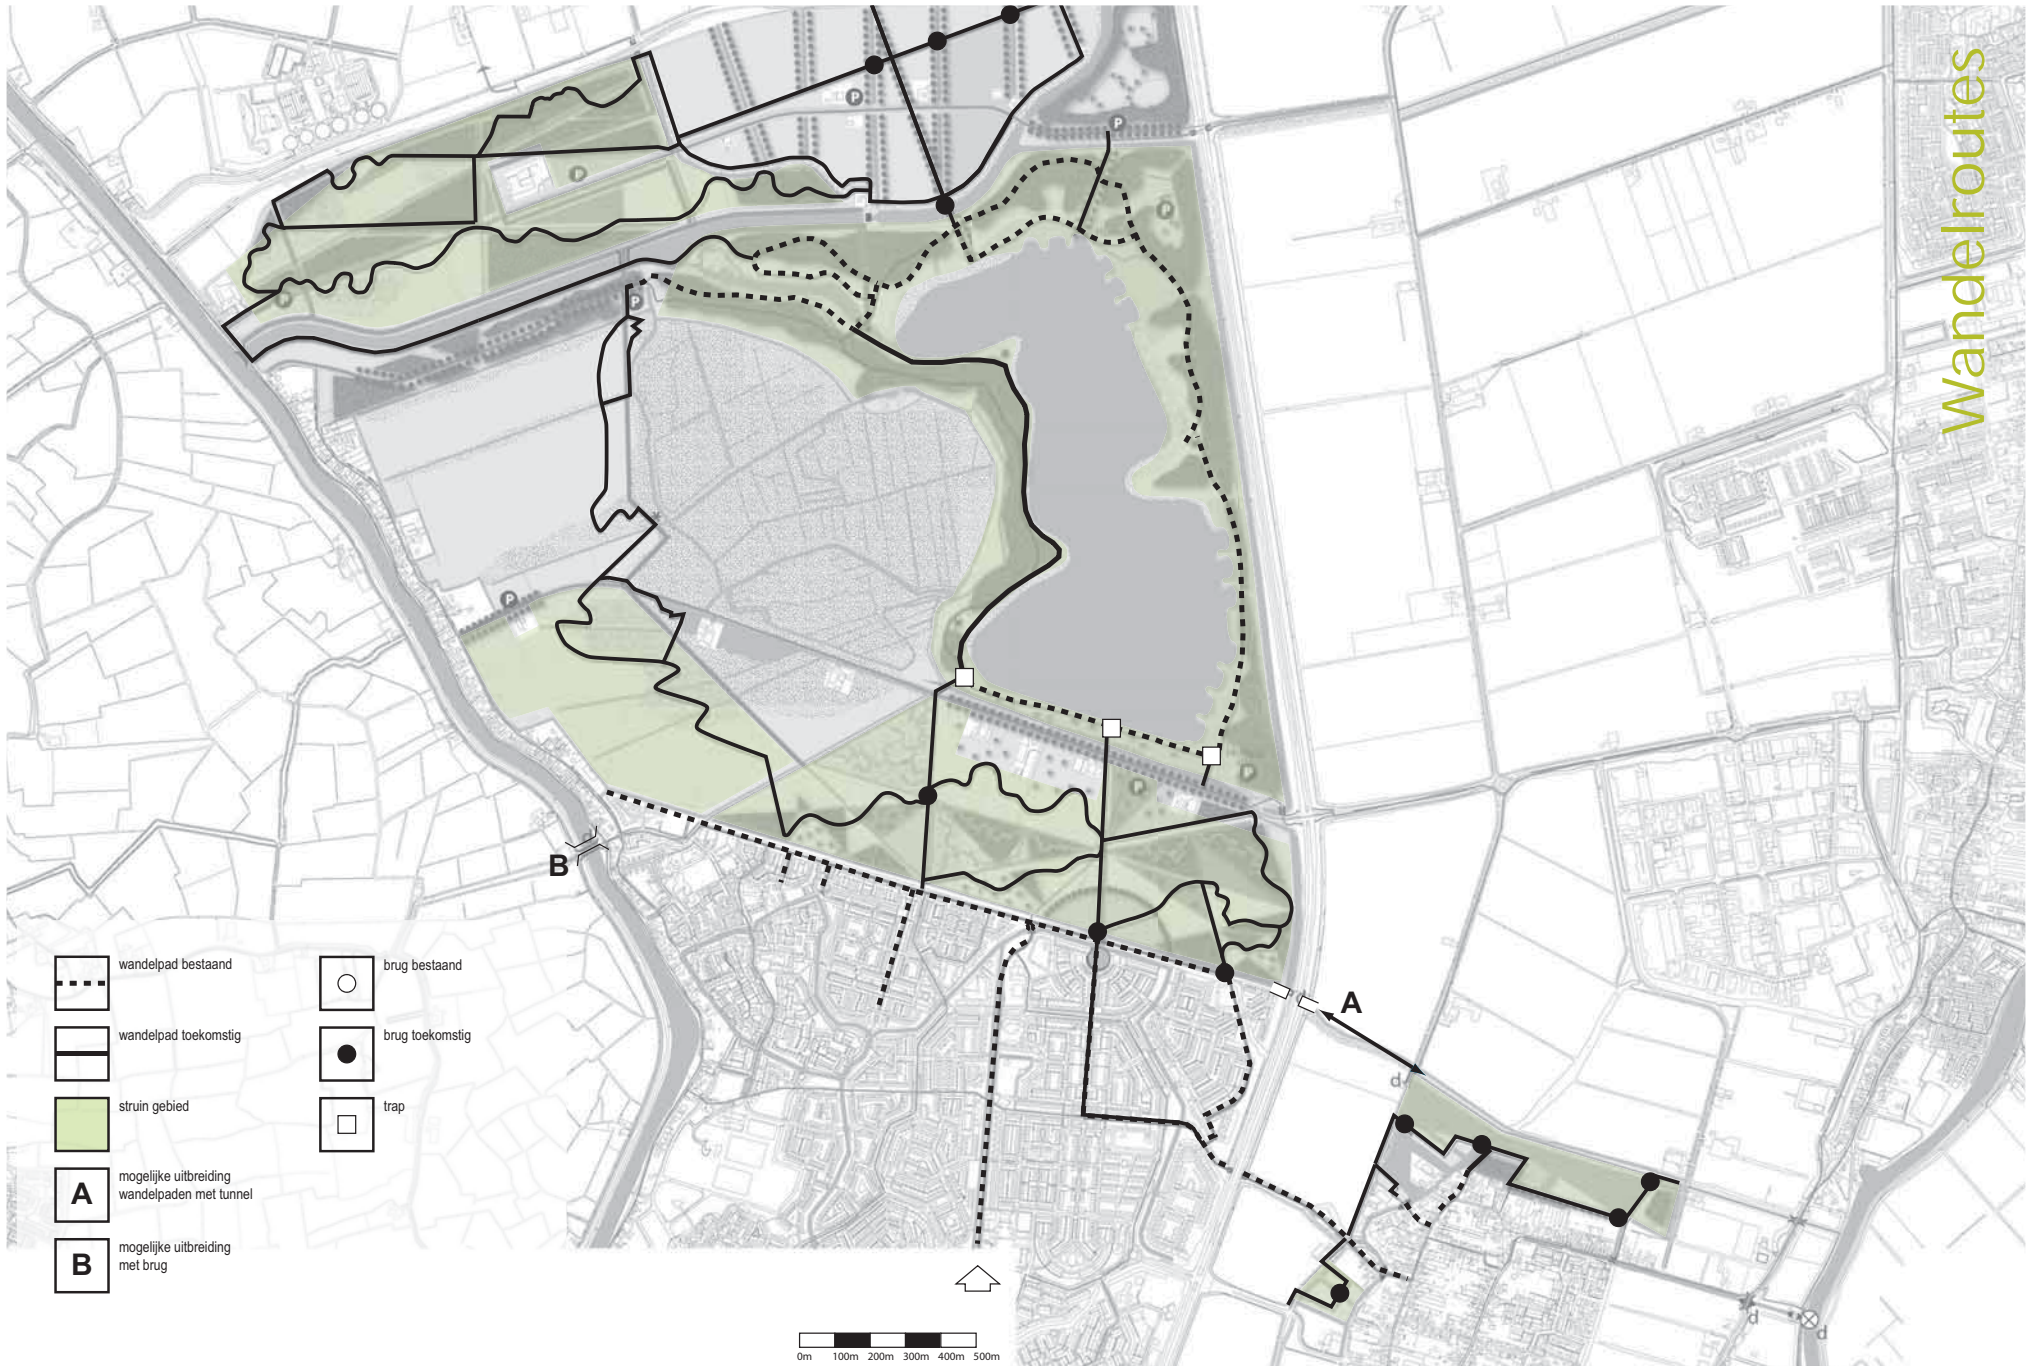 Wandelroutes
P
P
P
P
P
P
P
P
P
P
B
A
d
d
d
wandelpad bestaand
brug bestaand
wandelpad toekomstig
brug toekomstig
struin gebied
trap
A
mogelijke uitbreiding
wandelpaden met tunnel
B
mogelijke uitbreiding
met brug
0m 100m 200m 300m 400m 500m